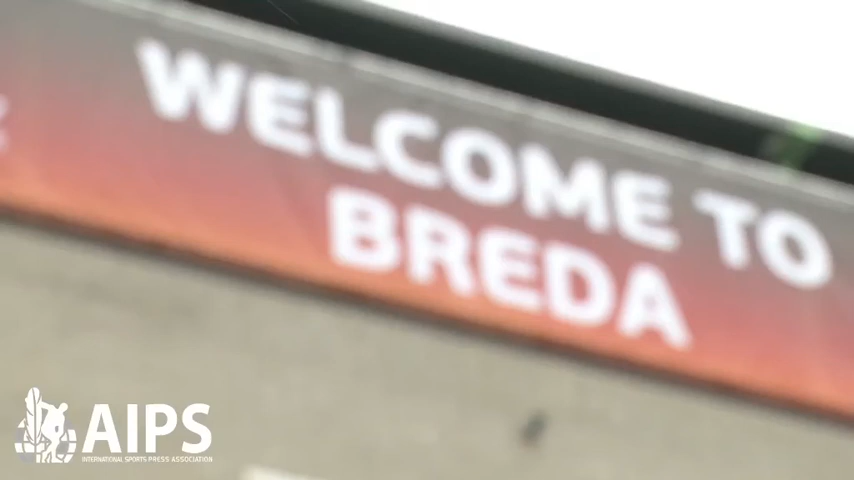 WELCOME TO
BREDA
AIPS
INTERNATIONAL SPORTS PRESS ASSOCIATION